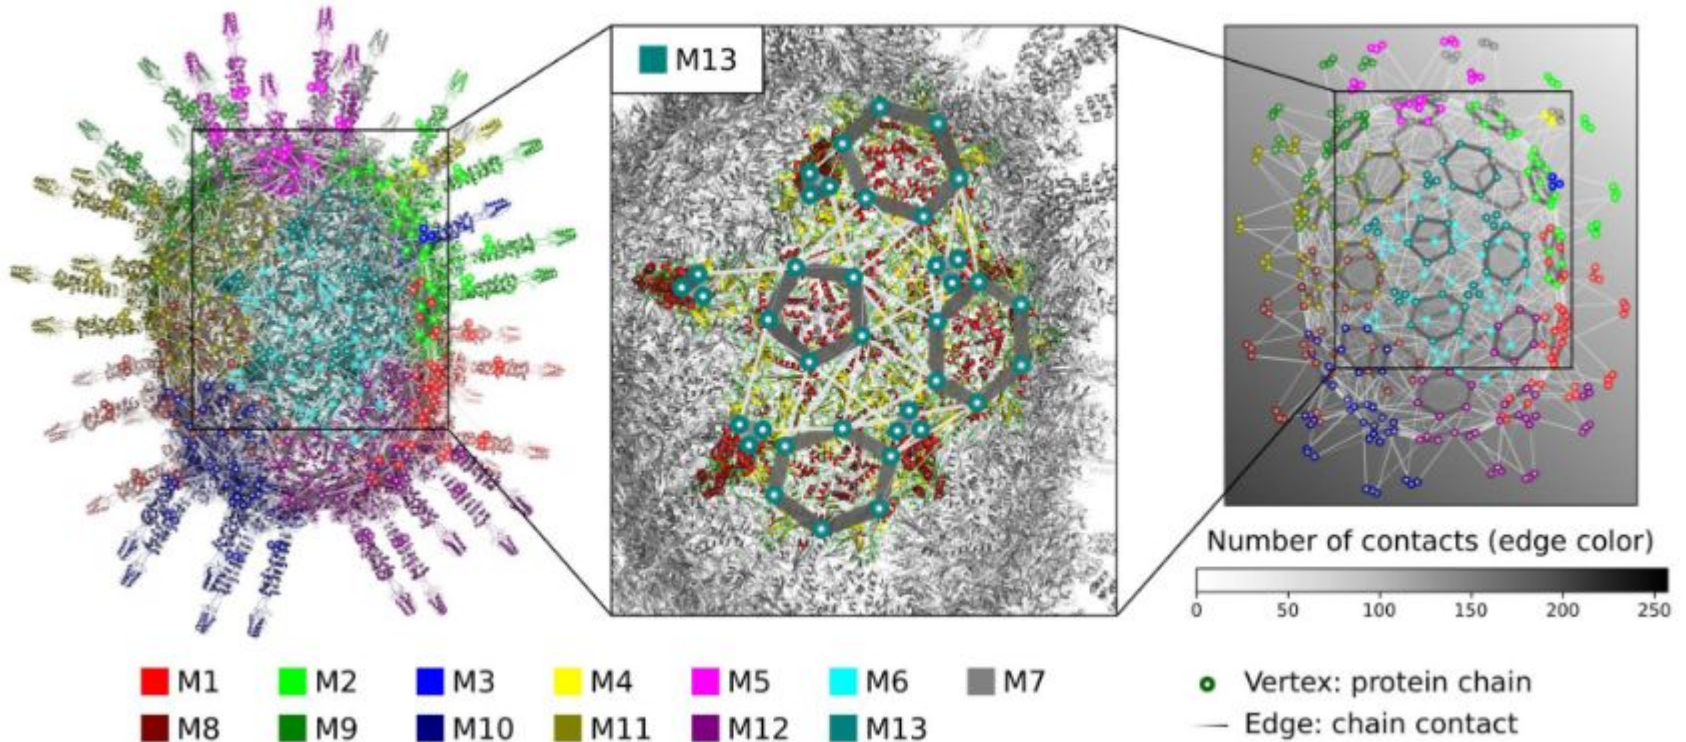 M13
Number of contacts (edge color)
0 50 100 150 200 250
M1 M2 M3 M4 M5 M6 M7
M8 M9 M10 M11 M12 M13
Vertex: protein chain
Edge: chain contact